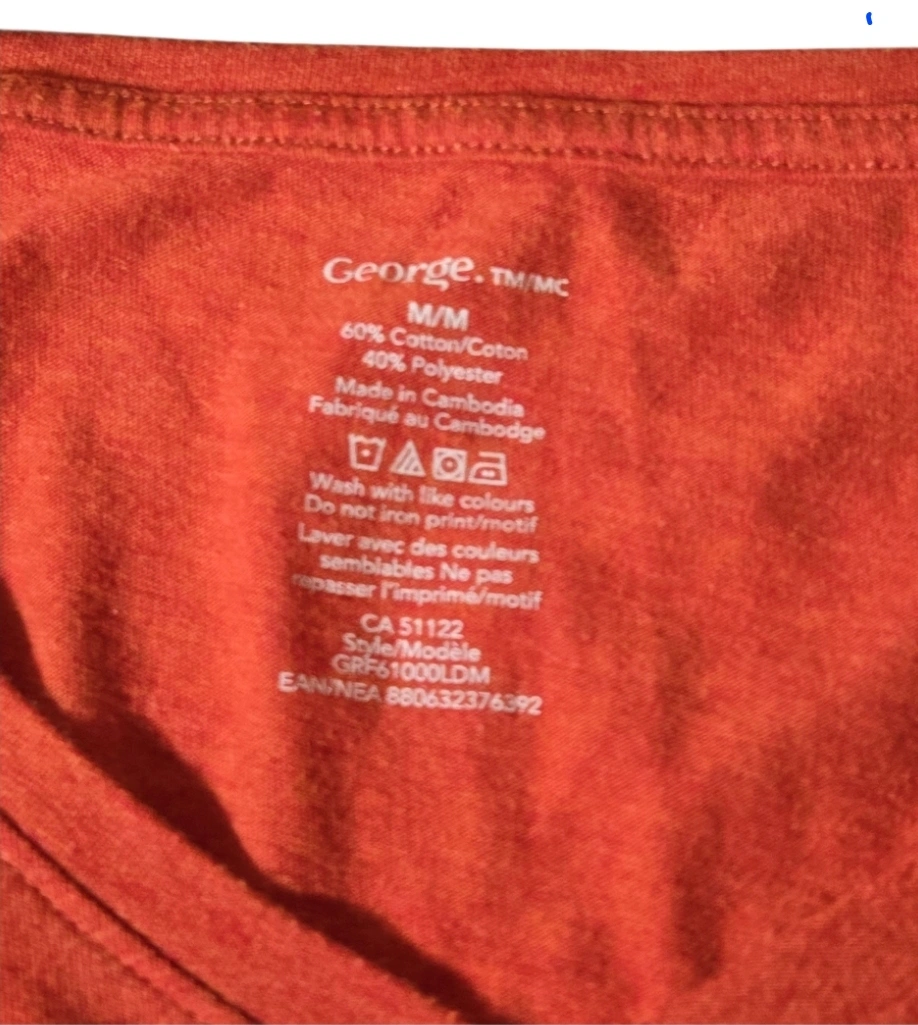 George. TM/MC
M/M
60% Cotton/Coton
40% Polyester
Made in Cambodia
Fabriqué au Cambodge
Wash with like colours
Do not iron print/motif
Laver avec des couleurs
semblables Ne pas
repasser l'imprimé/motif
CA 51122
Style/Modèle
GRF61000LDM
EAN/NEA 880632376392